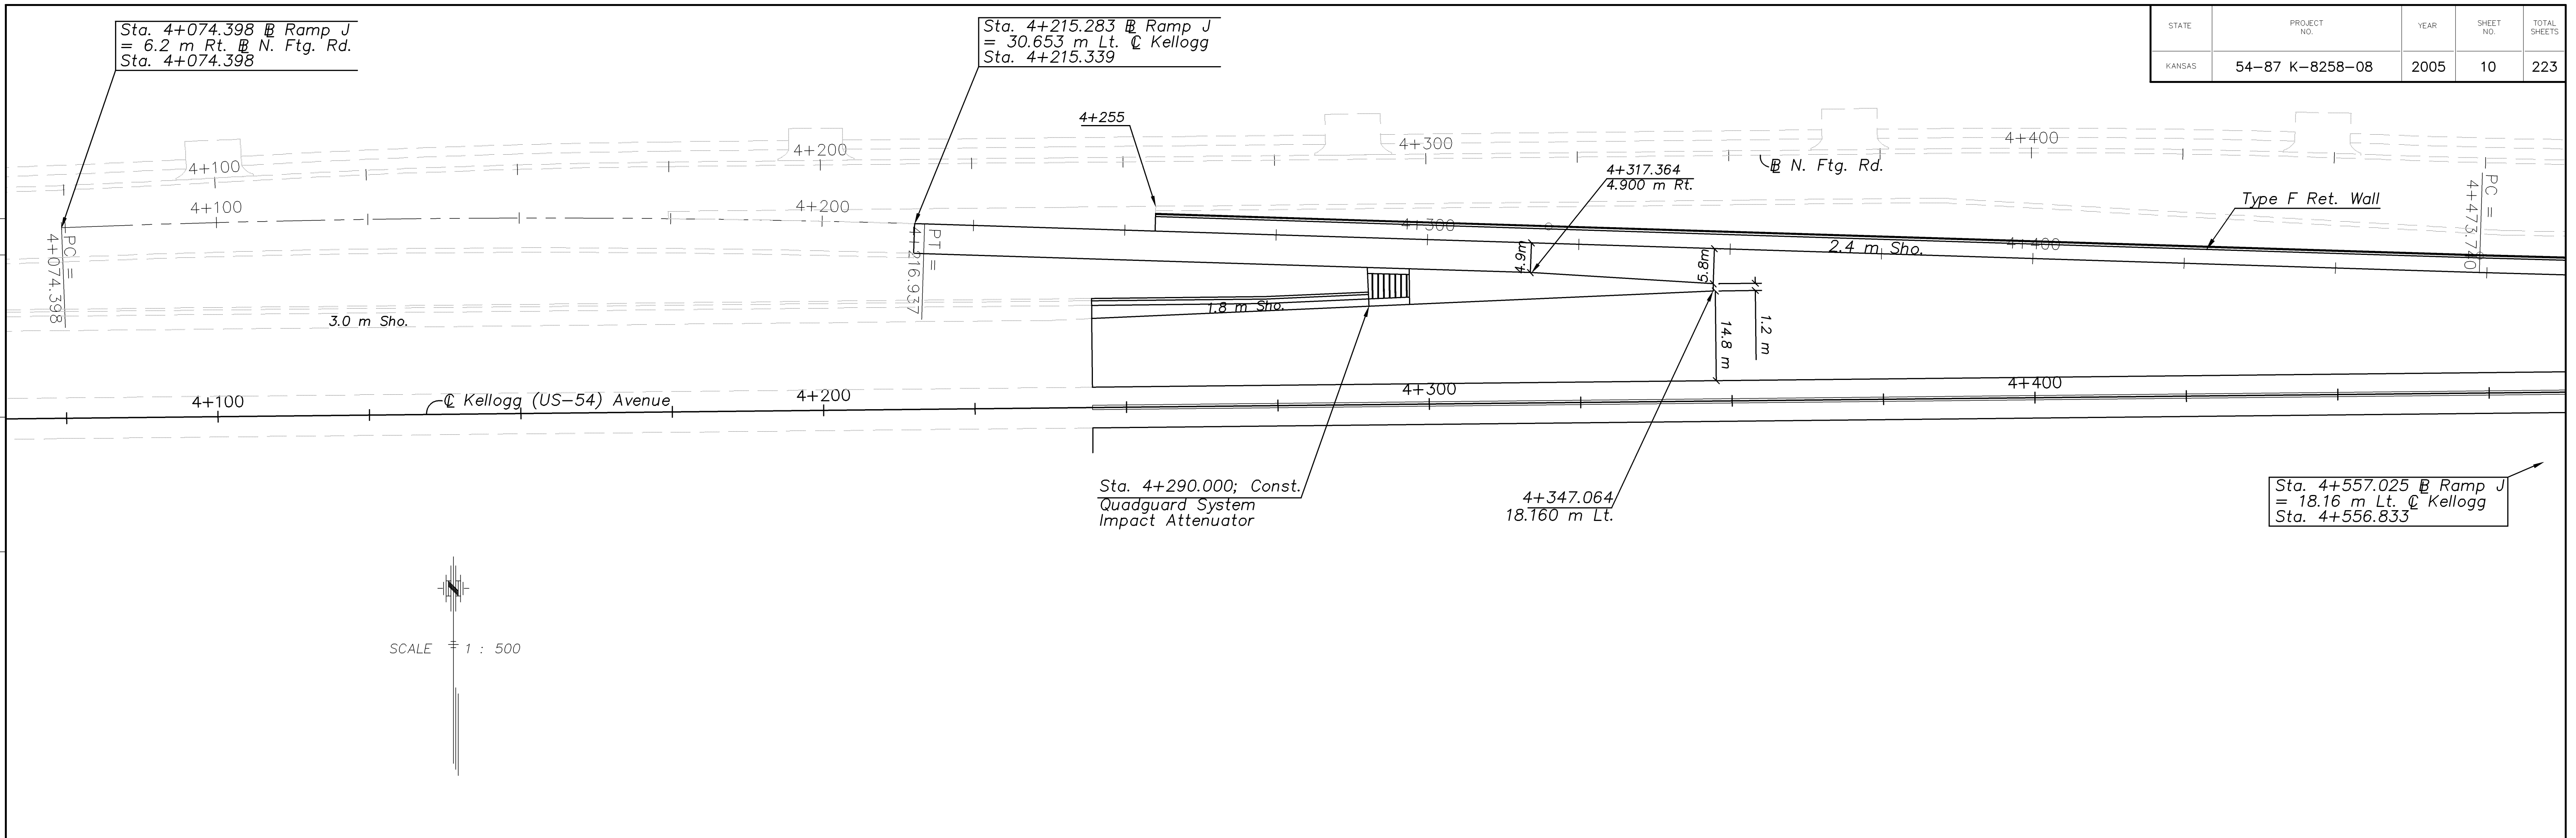 Sta. 4+074.398 ℄ Ramp J
= 6.2 m Rt. ℄ N. Ftg. Rd.
Sta. 4+074.398
Sta. 4+215.283 ℄ Ramp J
= 30.653 m Lt. ℄ Kellogg
Sta. 4+215.339
STATE
PROJECT
NO.
YEAR
SHEET
NO.
TOTAL
SHEETS
KANSAS
54-87 K-8258-08
2005
10
223
4+255
4+100
4+200
4+300
4+400
4+317.364
4.900 m Rt.
℄ N. Ftg. Rd.
Type F Ret. Wall
PC =
4+473.740
4+100
4+200
4+300
4+400
PC =
4+074.398
PT =
4+216.937
4.9m
5.8m
2.4 m Sho.
3.0 m Sho.
1.8 m Sho.
14.8 m
1.2 m
4+100
℄ Kellogg (US-54) Avenue
4+200
4+300
4+400
Sta. 4+290.000; Const.
Quadguard System
Impact Attenuator
4+347.064
18.160 m Lt.
Sta. 4+557.025 ℄ Ramp J
= 18.16 m Lt. ℄ Kellogg
Sta. 4+556.833
N
SCALE 1 : 500